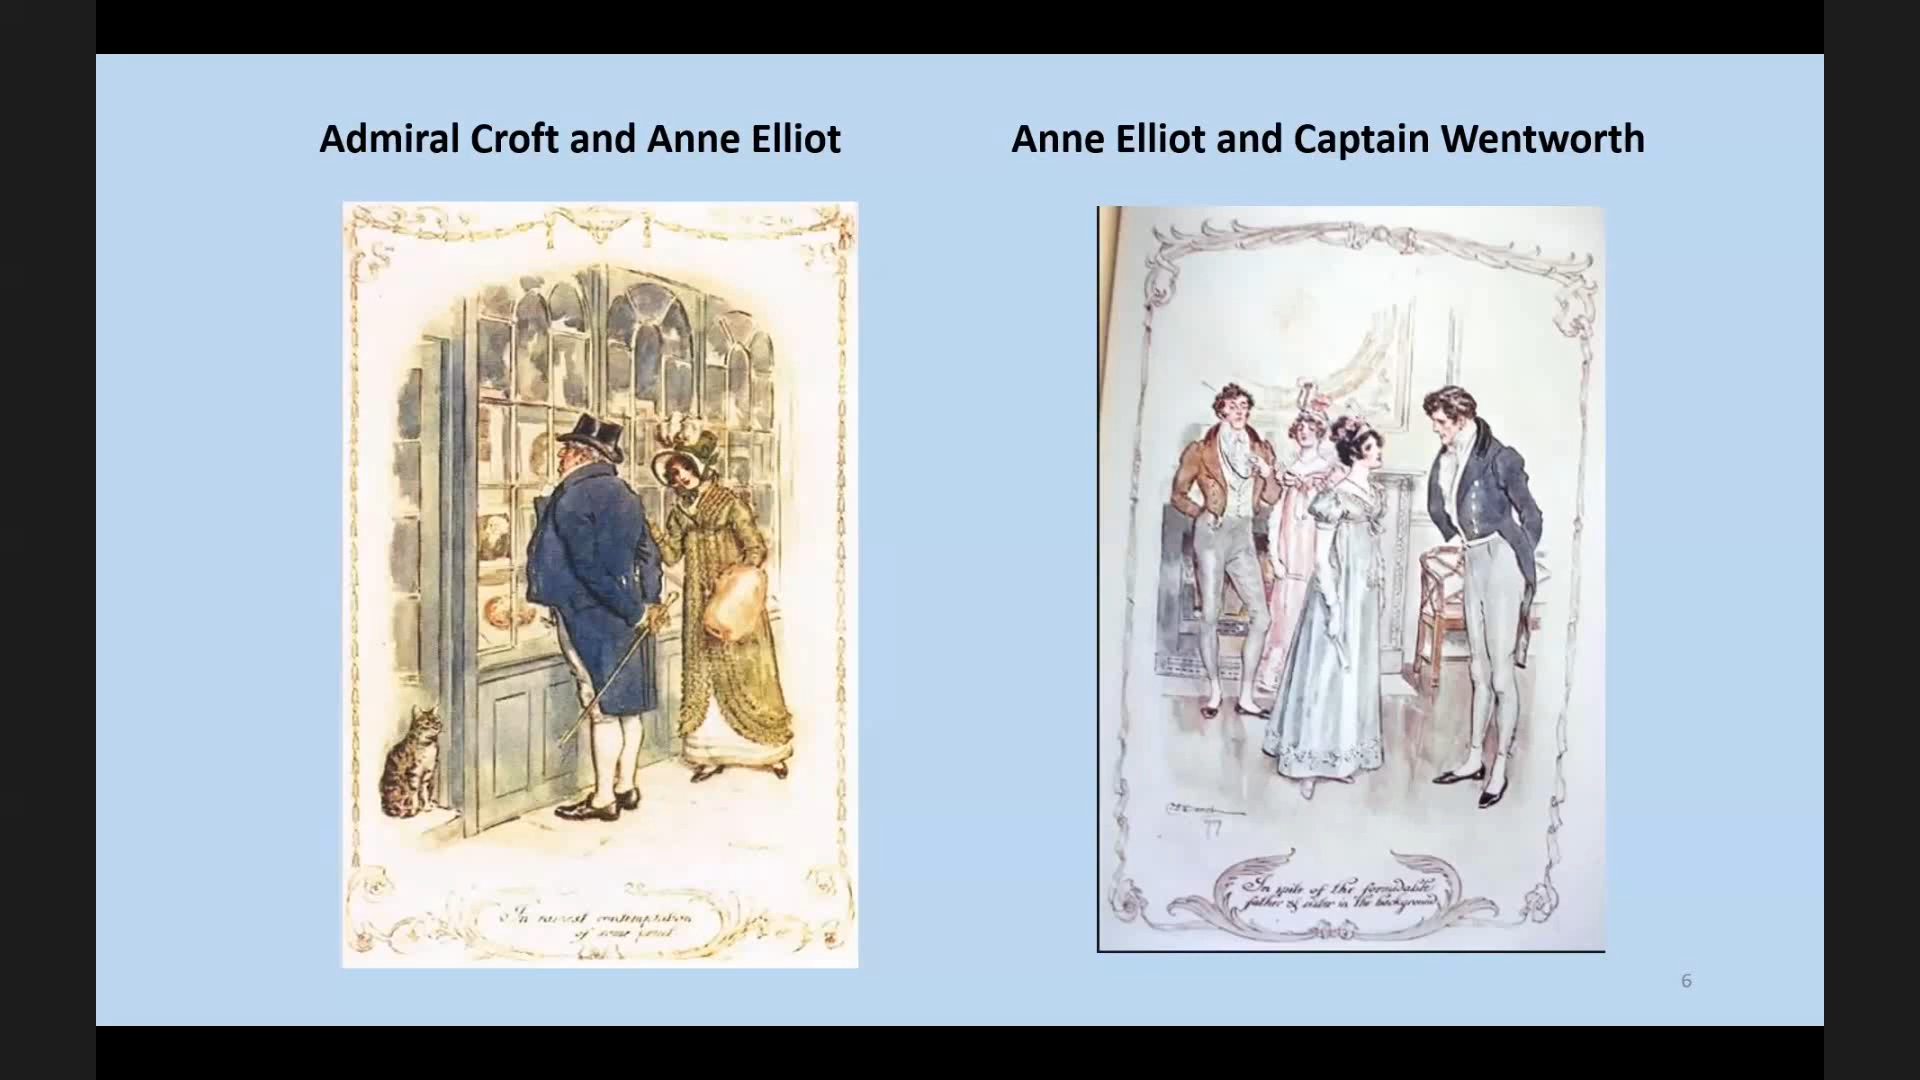 Admiral Croft and Anne Elliot
Anne Elliot and Captain Wentworth
In earnest contemplation
of some print
In spite of the formidable
father & sister in the background
6